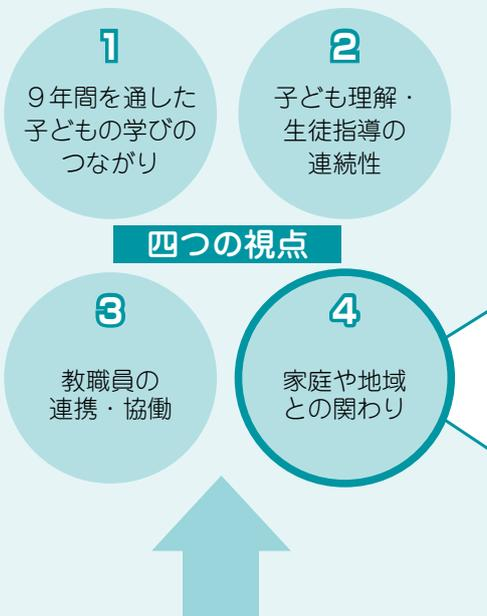 1
9年間を通した
子どもの学びの
つながり
2
子ども理解・
生徒指導の
連続性
四つの視点
3
教職員の
連携・協働
4
家庭や地域
との関わり